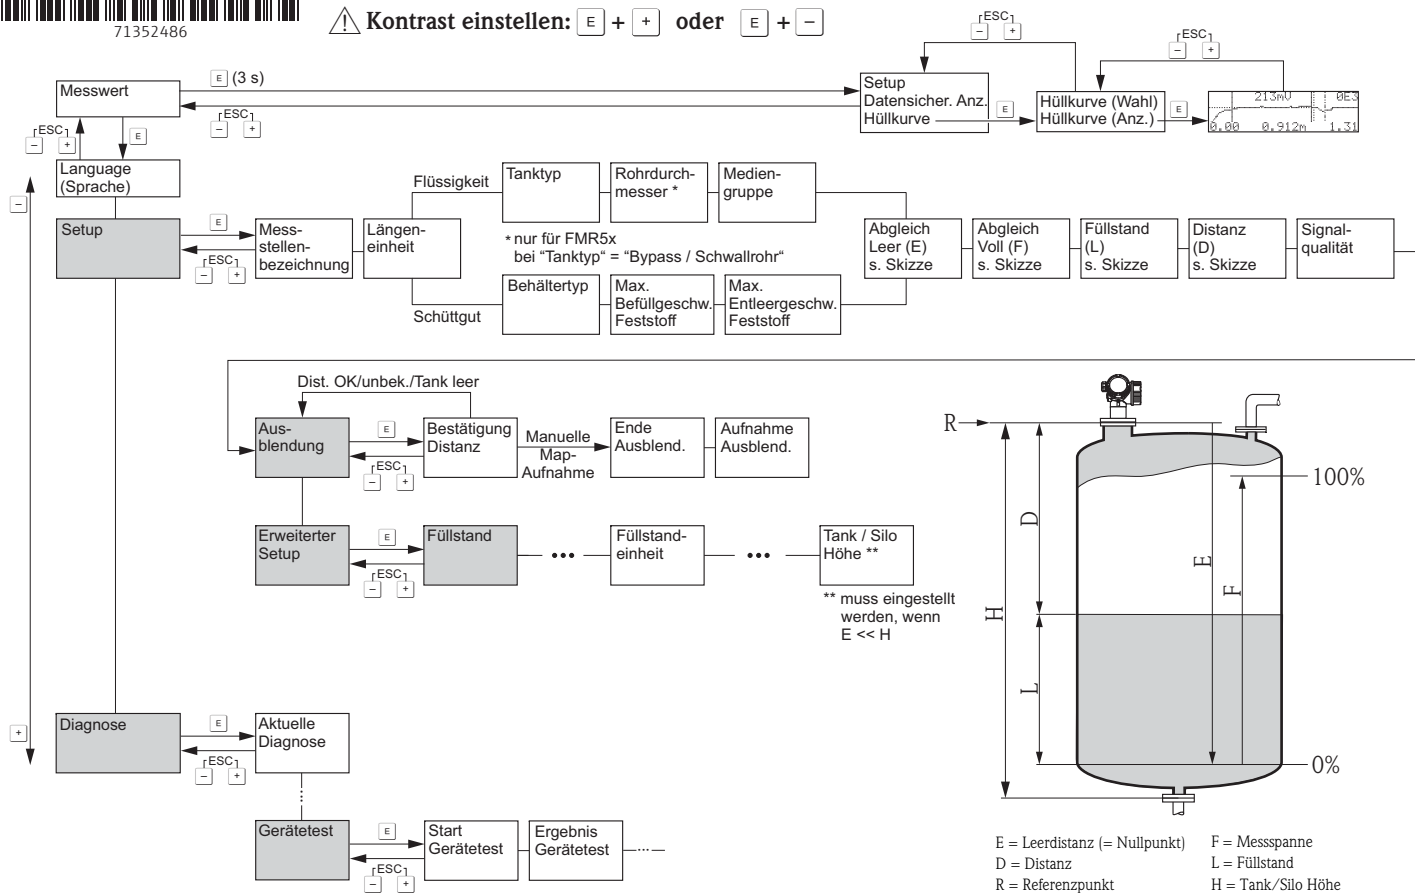 71352486
Kontrast einstellen: E + + oder E + –
ESC
– +
ESC
– +
Messwert
E (3 s)
ESC
– +
Setup
Datensicher. Anz.
Hüllkurve
E
Hüllkurve (Wahl)
Hüllkurve (Anz.)
E
213mV
0E3
0.00 0.912m 1.31
ESC
– +
E
Language
(Sprache)
–
+
Setup
E
ESC
– +
Mess-
stellen-
bezeichnung
Längen-
einheit
Flüssigkeit
Tanktyp
Rohrdurch-
messer *
Medien-
gruppe
* nur für FMR5x
bei “Tanktyp“ = “Bypass / Schwallrohr“
Schüttgut
Behältertyp
Max.
Befüllgeschw.
Feststoff
Max.
Entleergeschw.
Feststoff
Abgleich
Leer (E)
s. Skizze
Abgleich
Voll (F)
s. Skizze
Füllstand
(L)
s. Skizze
Distanz
(D)
s. Skizze
Signal-
qualität
Dist. OK/unbek./Tank leer
Aus-
blendung
E
ESC
– +
Bestätigung
Distanz
Manuelle
Map-
Aufnahme
Ende
Ausblend.
Aufnahme
Ausblend.
Erweiterter
Setup
E
ESC
– +
Füllstand
•••
Füllstand-
einheit
•••
Tank / Silo
Höhe **
** muss eingestellt
werden, wenn
E << H
Diagnose
E
ESC
– +
Aktuelle
Diagnose
Gerätetest
E
ESC
– +
Start
Gerätetest
Ergebnis
Gerätetest
R
100%
D
E
F
H
L
0%
E = Leerdistanz (= Nullpunkt) F = Messspanne
D = Distanz L = Füllstand
R = Referenzpunkt H = Tank/Silo Höhe